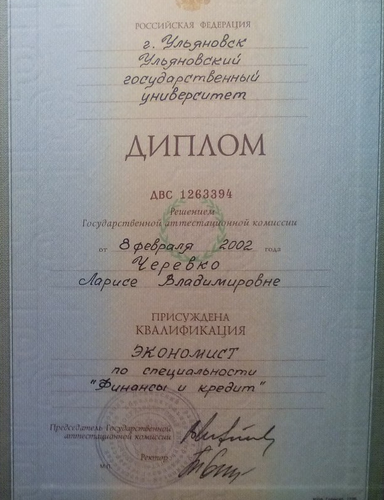 РОССИЙСКАЯ ФЕДЕРАЦИЯ
г. Ульяновск
Ульяновский
государственный
университет
ДИПЛОМ
ДВС 1263394
Решением
Государственной аттестационной комиссии
от 8 февраля 2002 года
Черевко
Ларисе Владимировне
ПРИСУЖДЕНА
КВАЛИФИКАЦИЯ
ЭКОНОМИСТ
по специальности
"Финансы и кредит"
Председатель Государственной
аттестационной комиссии
Ректор
М.П.